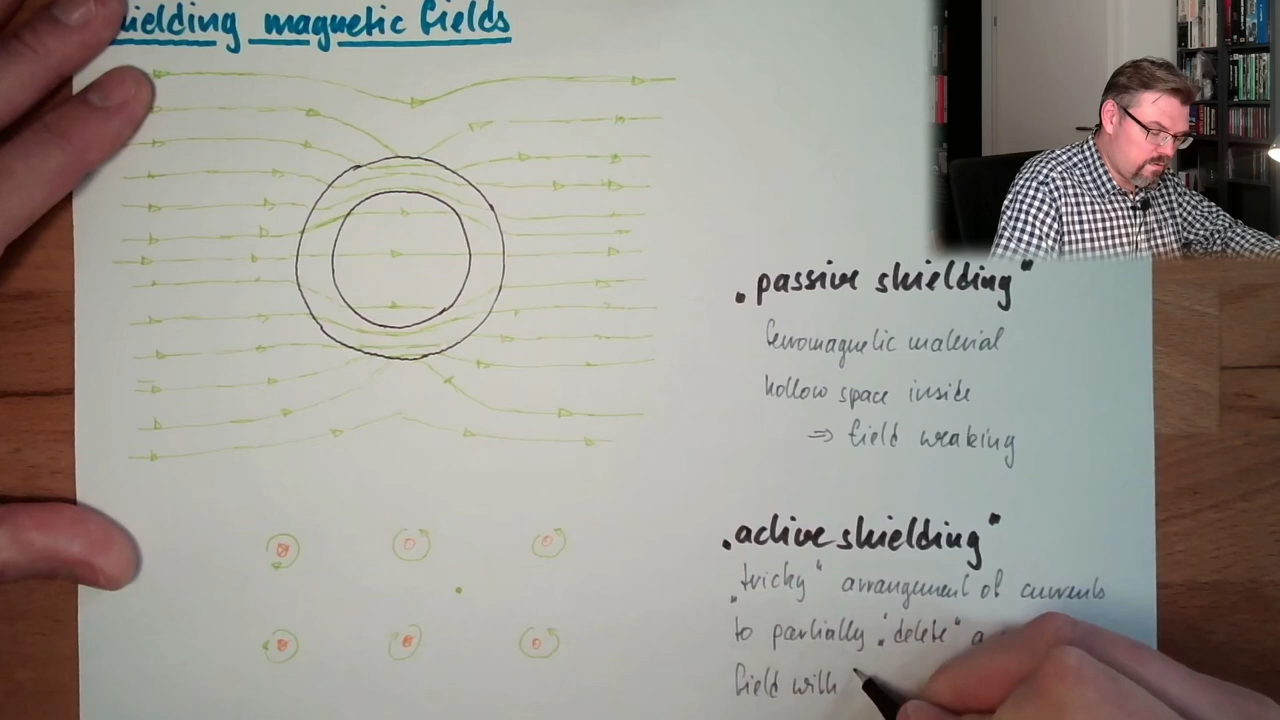 shielding magnetic fields
„passive shielding"
ferromagnetic material
hollow space inside
⇒ field weaking
„active shielding"
„tricky" arrangement of currents
to partially „delete" a
field with